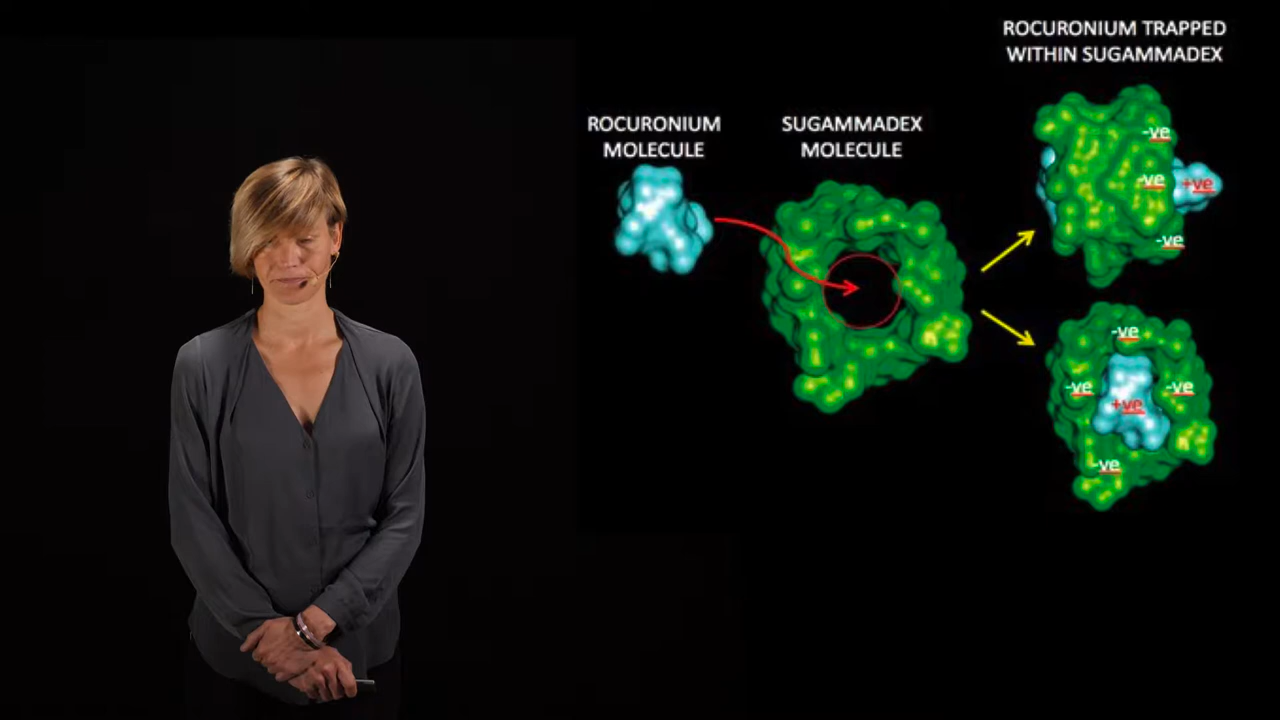 ROCURONIUM TRAPPED
WITHIN SUGAMMADEX
ROCURONIUM
MOLECULE
SUGAMMADEX
MOLECULE
-ve
-ve
+ve
-ve
-ve
-ve
-ve
+ve
-ve